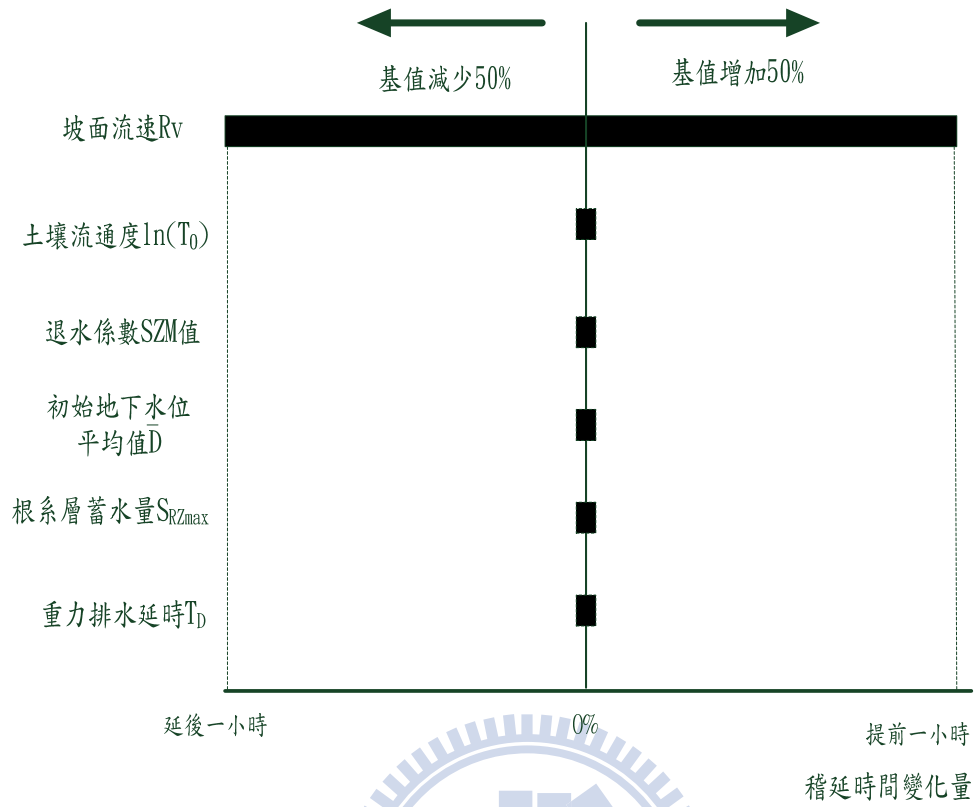 基值減少50%
基值增加50%
坡面流速Rv
土壤流通度ln(T₀)
退水係數SZM值
初始地下水位
平均值D̅
根系層蓄水量S_RZmax
重力排水延時T_D
延後一小時
0%
提前一小時
稽延時間變化量